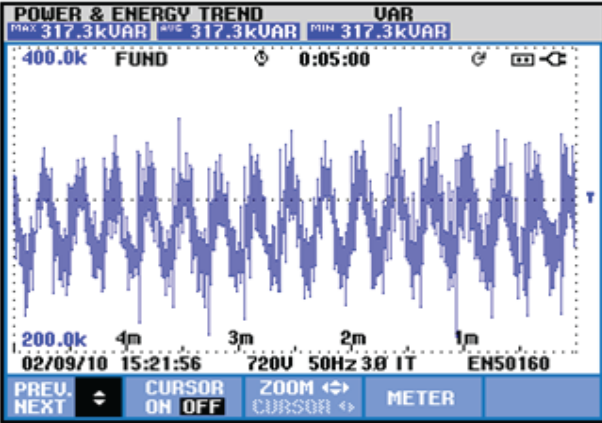 POWER & ENERGY TREND VAR
MAX 317.3kVAR AVG 317.3kVAR MIN 317.3kVAR
400.0k FUND 0:05:00
T
200.0k 4m 3m 2m 1m
02/09/10 15:21:56 720V 50Hz 3.0 IT EN50160
PREV. NEXT CURSOR ON OFF ZOOM CURSOR METER